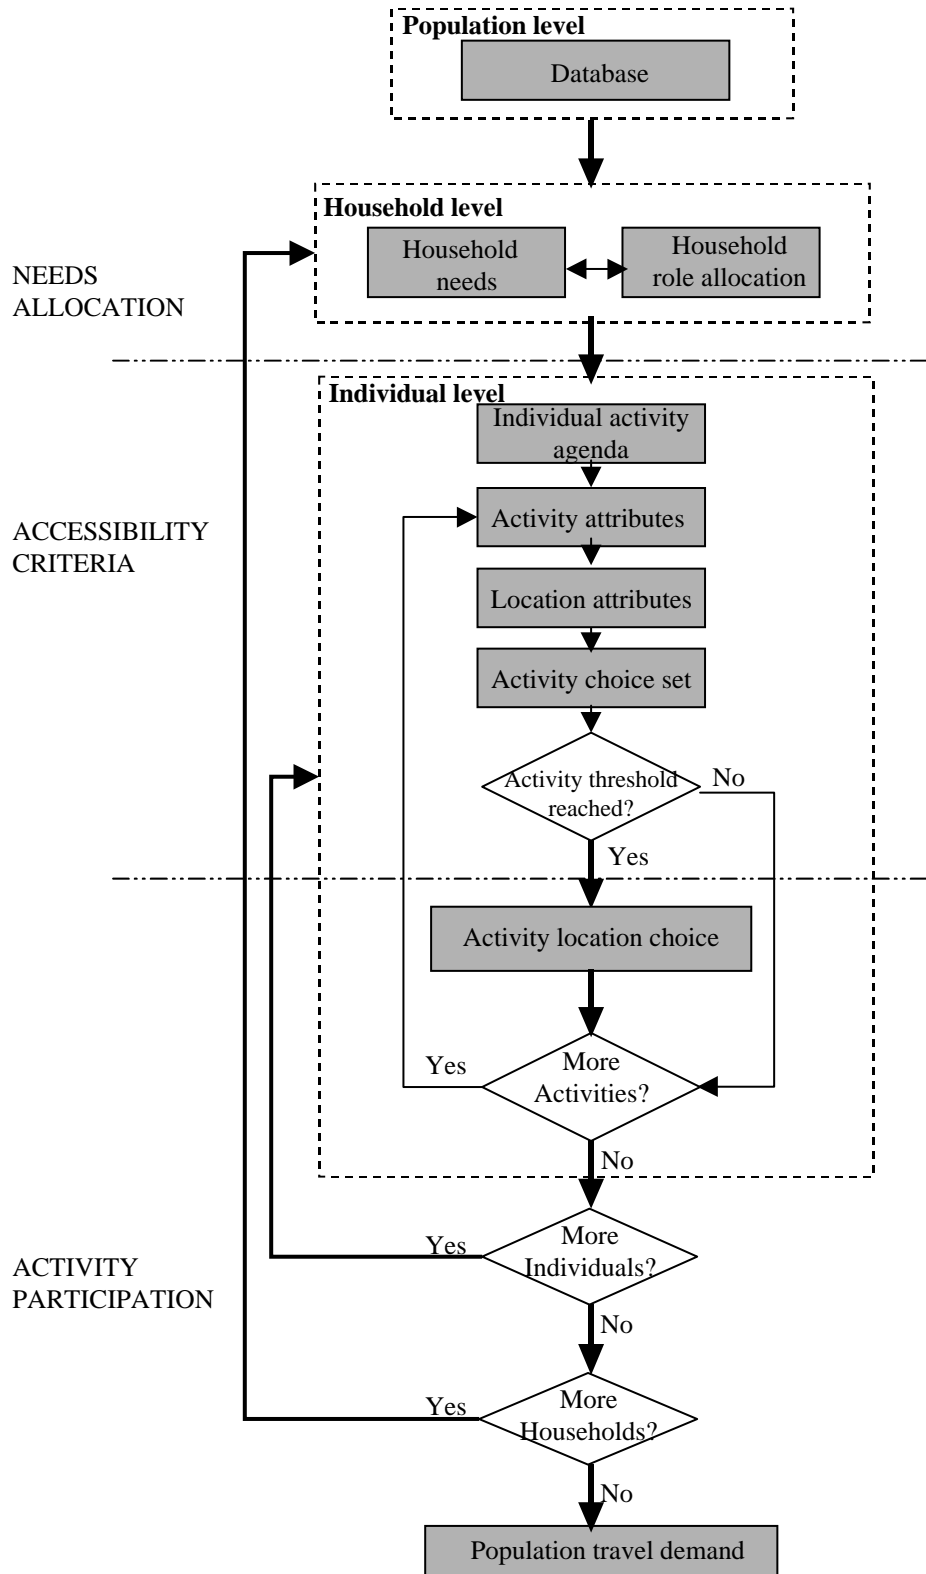 Population level
Database
Household level
Household
needs
Household
role allocation
NEEDS
ALLOCATION
Individual level
Individual activity
agenda
Activity attributes
ACCESSIBILITY
CRITERIA
Location attributes
Activity choice set
Activity threshold
reached?
No
Yes
Activity location choice
More
Activities?
Yes
No
More
Individuals?
Yes
ACTIVITY
PARTICIPATION
No
More
Households?
Yes
No
Population travel demand